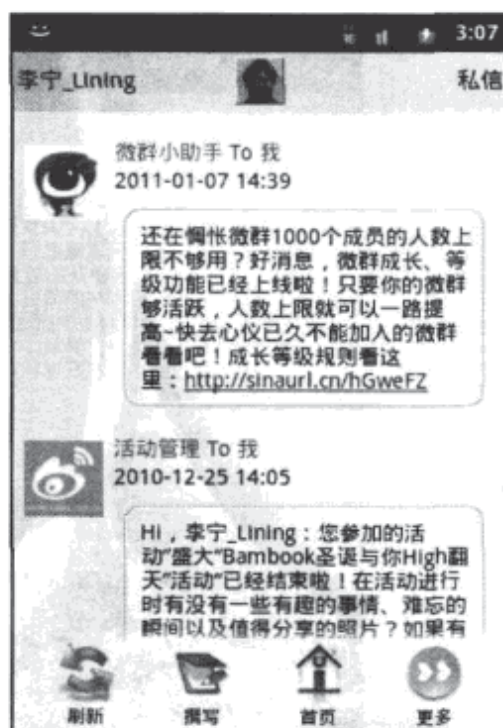 3:07
李宁_Lining 私信
微群小助手 To 我
2011-01-07 14:39
还在惆怅微群1000个成员的人数上
限不够用？好消息，微群成长、等
级功能已经上线啦！只要你的微群
够活跃，人数上限就可以一路提
高~快去心仪已久不能加入的微群
看看吧！成长等级规则看这
里：http://sinaurl.cn/hGweFZ
活动管理 To 我
2010-12-25 14:05
Hi，李宁_Lining：您参加的活
动“盛大”Bambook圣诞与你High翻
天”活动“已经结束啦！在活动进行
时有没有一些有趣的事情、难忘的
瞬间以及值得分享的照片？如果有
刷新 撰写 首页 更多